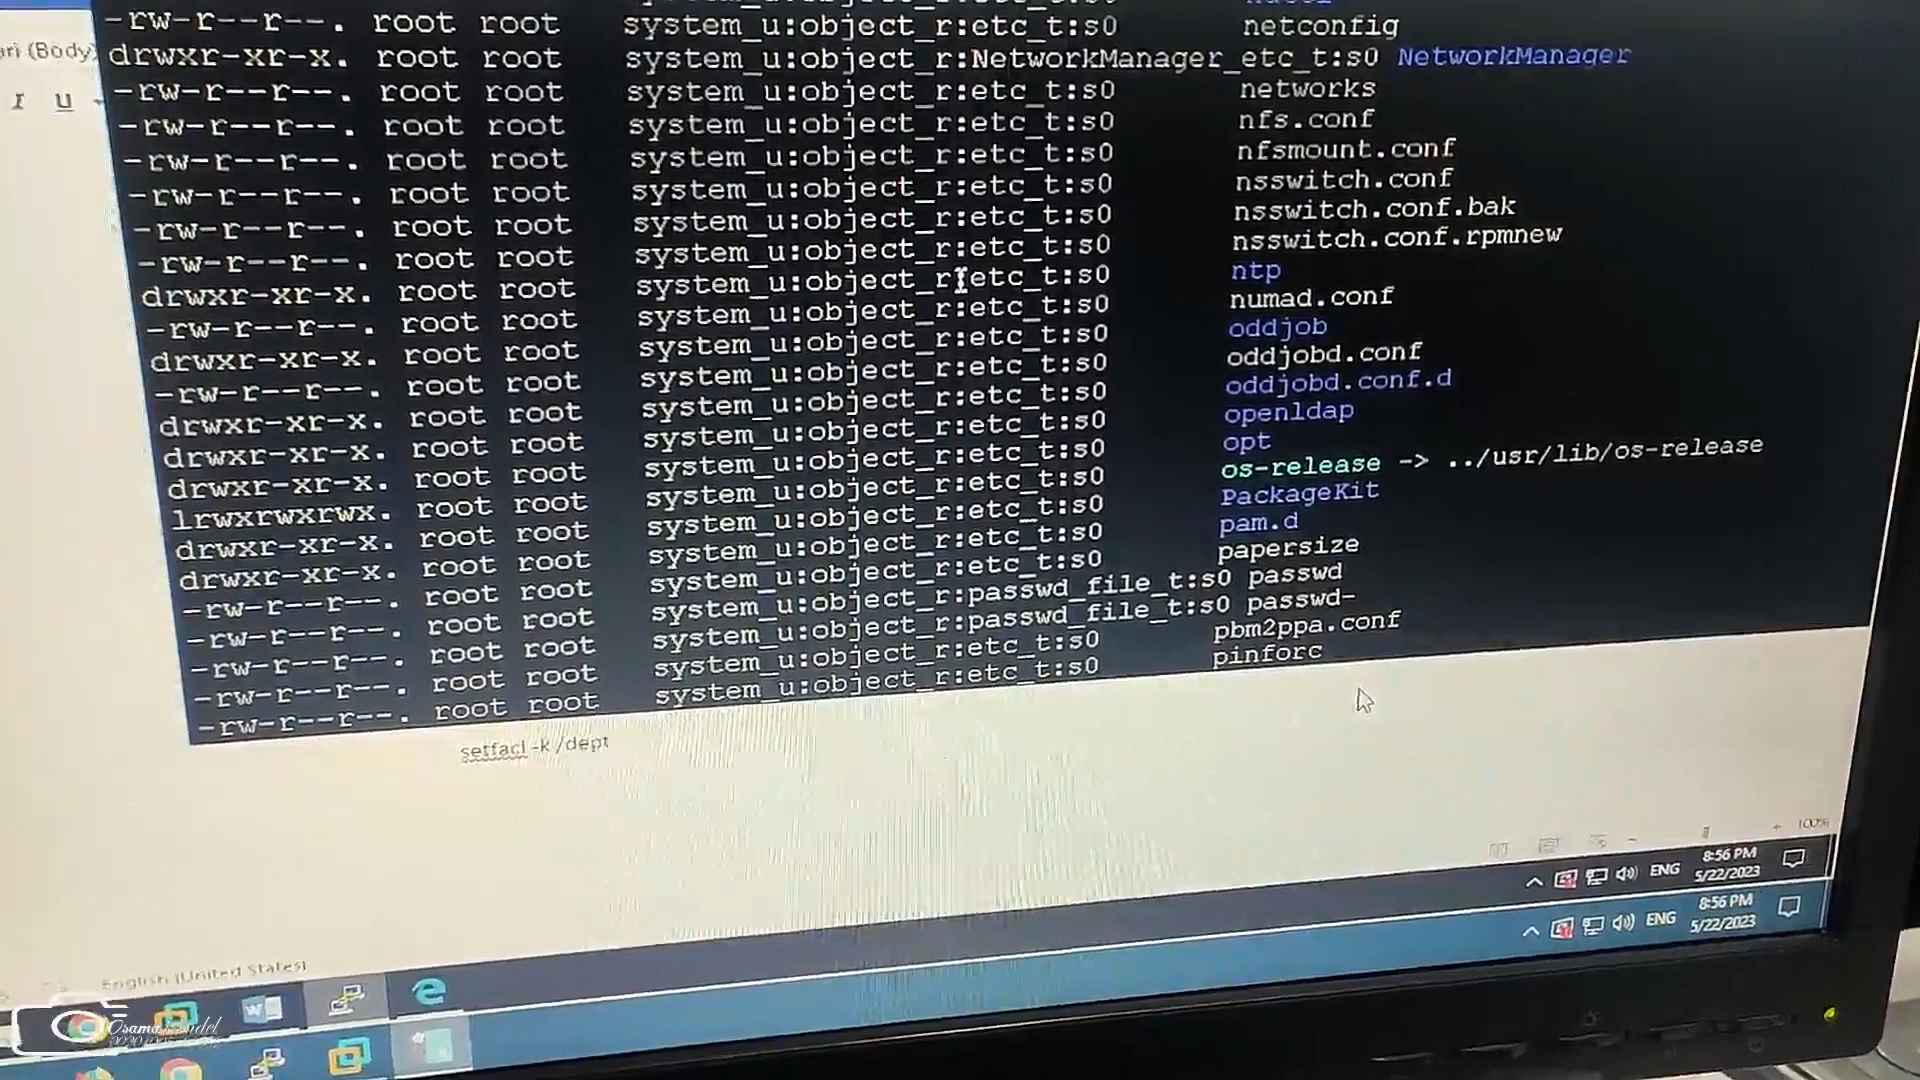 -rw-r--r--. root root system_u:object_r:etc_t:s0 netconfig
drwxr-xr-x. root root system_u:object_r:NetworkManager_etc_t:s0 NetworkManager
-rw-r--r--. root root system_u:object_r:etc_t:s0 networks
-rw-r--r--. root root system_u:object_r:etc_t:s0 nfs.conf
-rw-r--r--. root root system_u:object_r:etc_t:s0 nfsmount.conf
-rw-r--r--. root root system_u:object_r:etc_t:s0 nsswitch.conf
-rw-r--r--. root root system_u:object_r:etc_t:s0 nsswitch.conf.bak
-rw-r--r--. root root system_u:object_r:etc_t:s0 nsswitch.conf.rpmnew
drwxr-xr-x. root root system_u:object_r:etc_t:s0 ntp
-rw-r--r--. root root system_u:object_r:etc_t:s0 numad.conf
drwxr-xr-x. root root system_u:object_r:etc_t:s0 oddjob
-rw-r--r--. root root system_u:object_r:etc_t:s0 oddjobd.conf
drwxr-xr-x. root root system_u:object_r:etc_t:s0 oddjobd.conf.d
drwxr-xr-x. root root system_u:object_r:etc_t:s0 openldap
drwxr-xr-x. root root system_u:object_r:etc_t:s0 opt
lrwxrwxrwx. root root system_u:object_r:etc_t:s0 os-release -> ../usr/lib/os-release
drwxr-xr-x. root root system_u:object_r:etc_t:s0 PackageKit
drwxr-xr-x. root root system_u:object_r:etc_t:s0 pam.d
-rw-r--r--. root root system_u:object_r:etc_t:s0 papersize
-rw-r--r--. root root system_u:object_r:passwd_file_t:s0 passwd
-rw-r--r--. root root system_u:object_r:passwd_file_t:s0 passwd-
-rw-r--r--. root root system_u:object_r:etc_t:s0 pbm2ppa.conf
-rw-r--r--. root root system_u:object_r:etc_t:s0 pinforc
(Body)
I U
setfacl -k /dept
100%
8:56 PM
ENG
5/22/2023
8:56 PM
ENG
5/22/2023
English (United States)
Osama